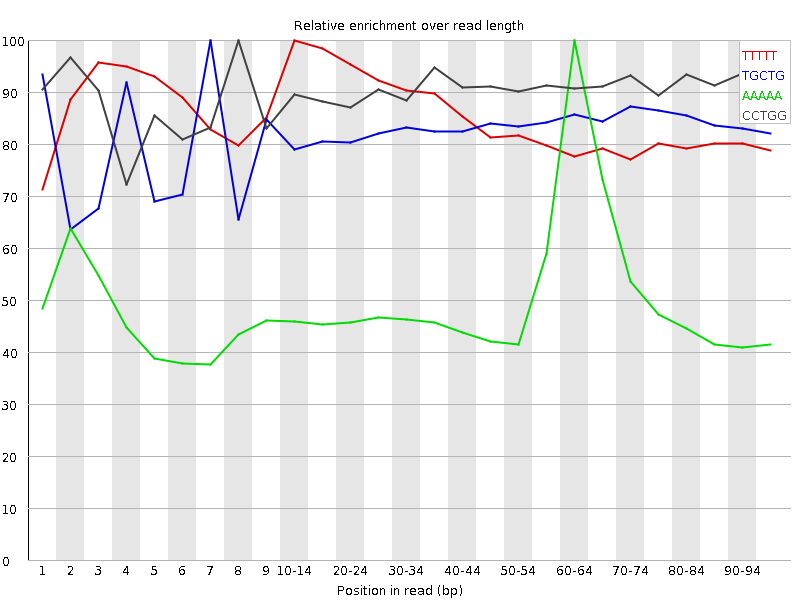 Relative enrichment over read length
100
90
80
70
60
50
40
30
20
10
0
TTTTT
TGCTG
AAAAA
CCTGG
1 2 3 4 5 6 7 8 9 10-14 20-24 30-34 40-44 50-54 60-64 70-74 80-84 90-94
Position in read (bp)